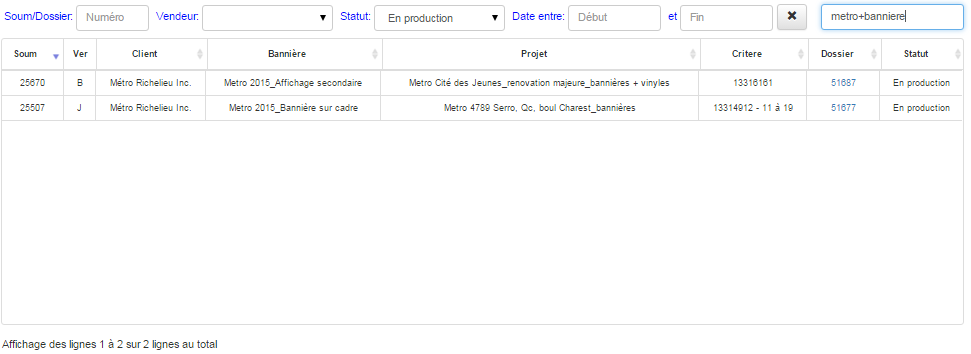 Soum/Dossier: Numéro Vendeur: Statut: En production Date entre: Début et Fin metro+banniere
Soum Ver Client Bannière Projet Critere Dossier Statut
25670 B Métro Richelieu Inc. Metro 2015_Affichage secondaire Metro Cité des Jeunes_renovation majeure_bannières + vinyles 13316161 51687 En production
25507 J Métro Richelieu Inc. Metro 2015_Bannière sur cadre Metro 4789 Serro, Qc, boul Charest_bannières 13314912 - 11 à 19 51677 En production
Affichage des lignes 1 à 2 sur 2 lignes au total